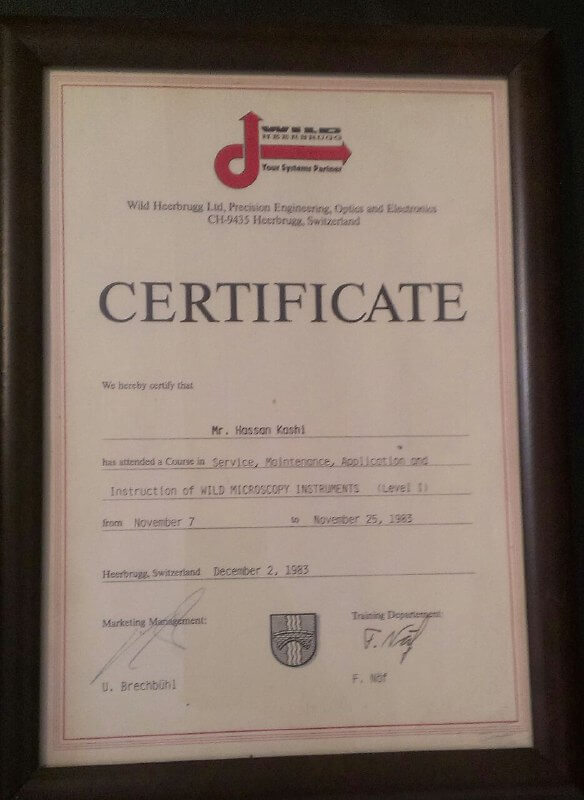 WILD
HEERBRUGG
Your Systems Partner
Wild Heerbrugg Ltd, Precision Engineering, Optics and Electronics
CH-9435 Heerbrugg, Switzerland
CERTIFICATE
We hereby certify that
Mr. Hassan Kashi
has attended a Course in Service, Maintenance, Application and
Instruction of WILD MICROSCOPY INSTRUMENTS (Level I)
from November 7 to November 25, 1983
Heerbrugg, Switzerland December 2, 1983
Marketing Management: Training Departement:
F. Näf
U. Brechbühl F. Näf